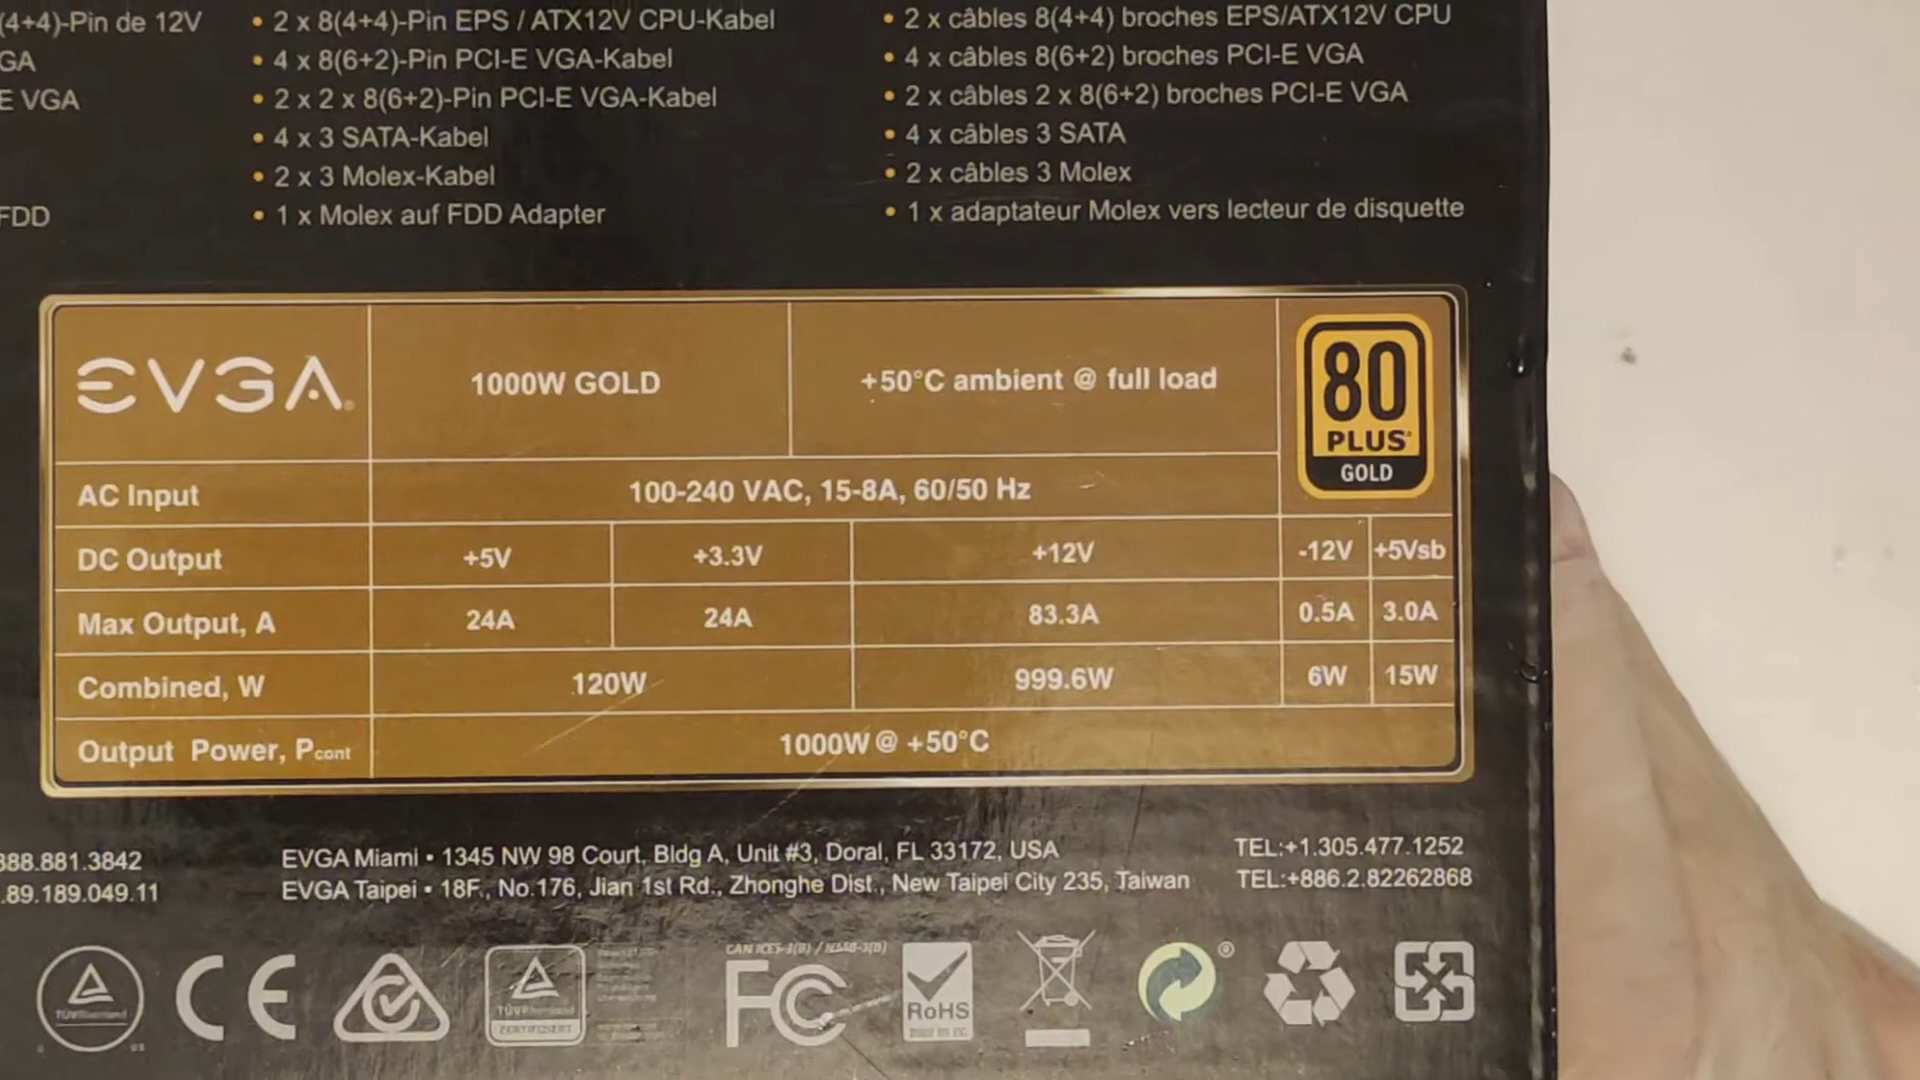 (4+4)-Pin de 12V
GA
E VGA
FDD
• 2 x 8(4+4)-Pin EPS / ATX12V CPU-Kabel
• 4 x 8(6+2)-Pin PCI-E VGA-Kabel
• 2 x 2 x 8(6+2)-Pin PCI-E VGA-Kabel
• 4 x 3 SATA-Kabel
• 2 x 3 Molex-Kabel
• 1 x Molex auf FDD Adapter
• 2 x câbles 8(4+4) broches EPS/ATX12V CPU
• 4 x câbles 8(6+2) broches PCI-E VGA
• 2 x câbles 2 x 8(6+2) broches PCI-E VGA
• 4 x câbles 3 SATA
• 2 x câbles 3 Molex
• 1 x adaptateur Molex vers lecteur de disquette
EVGA® 1000W GOLD +50°C ambient @ full load
80
PLUS®
GOLD
AC Input 100-240 VAC, 15-8A, 60/50 Hz
DC Output +5V +3.3V +12V -12V +5Vsb
Max Output, A 24A 24A 83.3A 0.5A 3.0A
Combined, W 120W 999.6W 6W 15W
Output Power, Pcont 1000W @ +50°C
888.881.3842 EVGA Miami • 1345 NW 98 Court, Bldg A, Unit #3, Doral, FL 33172, USA TEL:+1.305.477.1252
.89.189.049.11 EVGA Taipei • 18F., No.176, Jian 1st Rd., Zhonghe Dist., New Taipei City 235, Taiwan TEL:+886.2.82262868
TÜVRheinland
US
CE
TÜVRheinland
ZERTIFIZIERT
CAN ICES-3(B) / NMB-3(B)
FC
RoHS
®